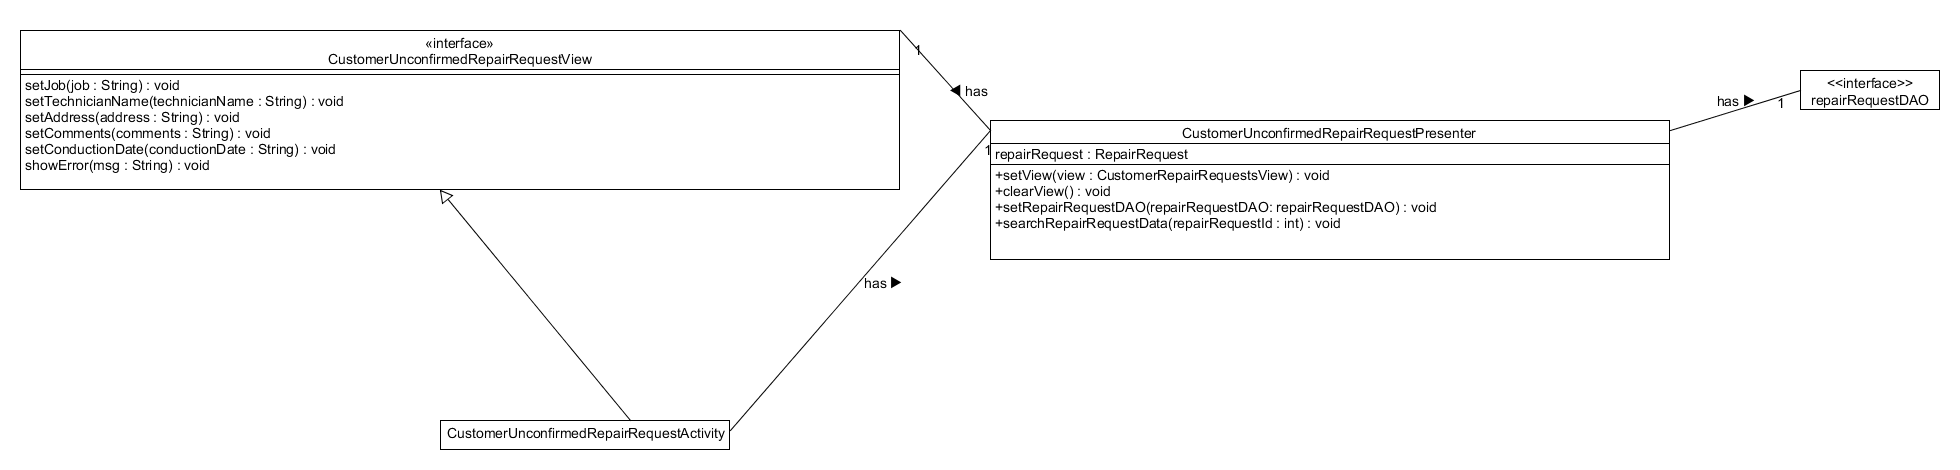 «interface»
CustomerUnconfirmedRepairRequestView
setJob(job : String) : void
setTechnicianName(technicianName : String) : void
setAddress(address : String) : void
setComments(comments : String) : void
setConductionDate(conductionDate : String) : void
showError(msg : String) : void
1
◀ has
1
has ▶
CustomerUnconfirmedRepairRequestPresenter
repairRequest : RepairRequest
+setView(view : CustomerRepairRequestsView) : void
+clearView() : void
+setRepairRequestDAO(repairRequestDAO: repairRequestDAO) : void
+searchRepairRequestData(repairRequestId : int) : void
has ▶
1
<<interface>>
repairRequestDAO
CustomerUnconfirmedRepairRequestActivity